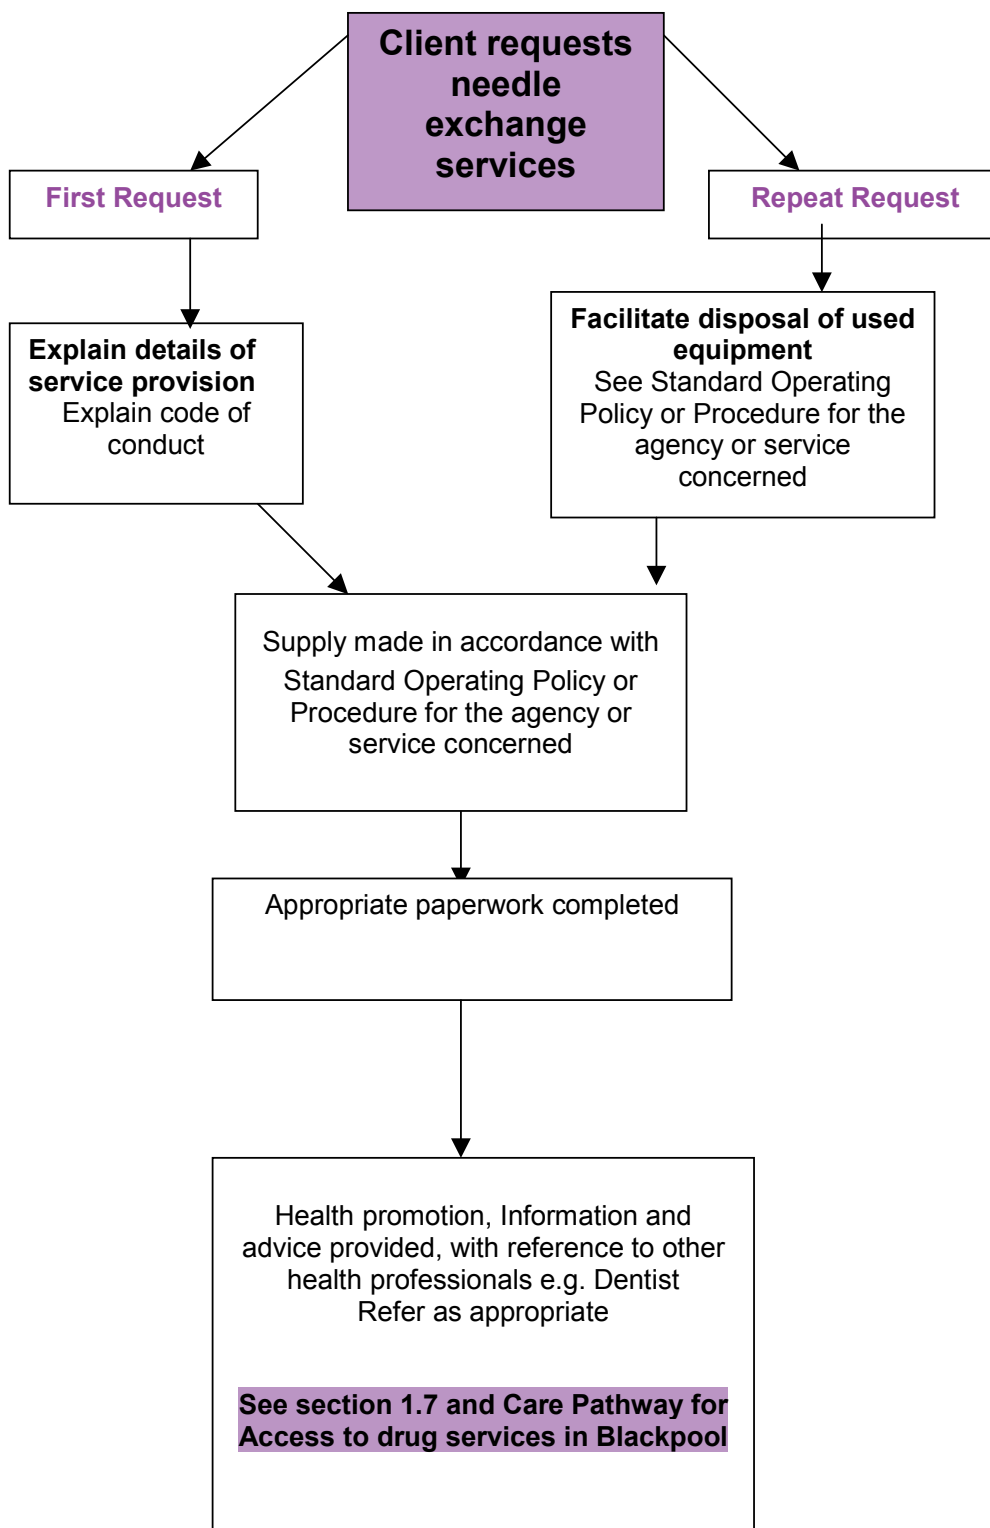 Client requests
needle
exchange
services
First Request
Repeat Request
Explain details of
service provision
Explain code of
conduct
Facilitate disposal of used
equipment
See Standard Operating
Policy or Procedure for the
agency or service
concerned
Supply made in accordance with
Standard Operating Policy or
Procedure for the agency or
service concerned
Appropriate paperwork completed
Health promotion, Information and
advice provided, with reference to other
health professionals e.g. Dentist
Refer as appropriate
See section 1.7 and Care Pathway for
Access to drug services in Blackpool